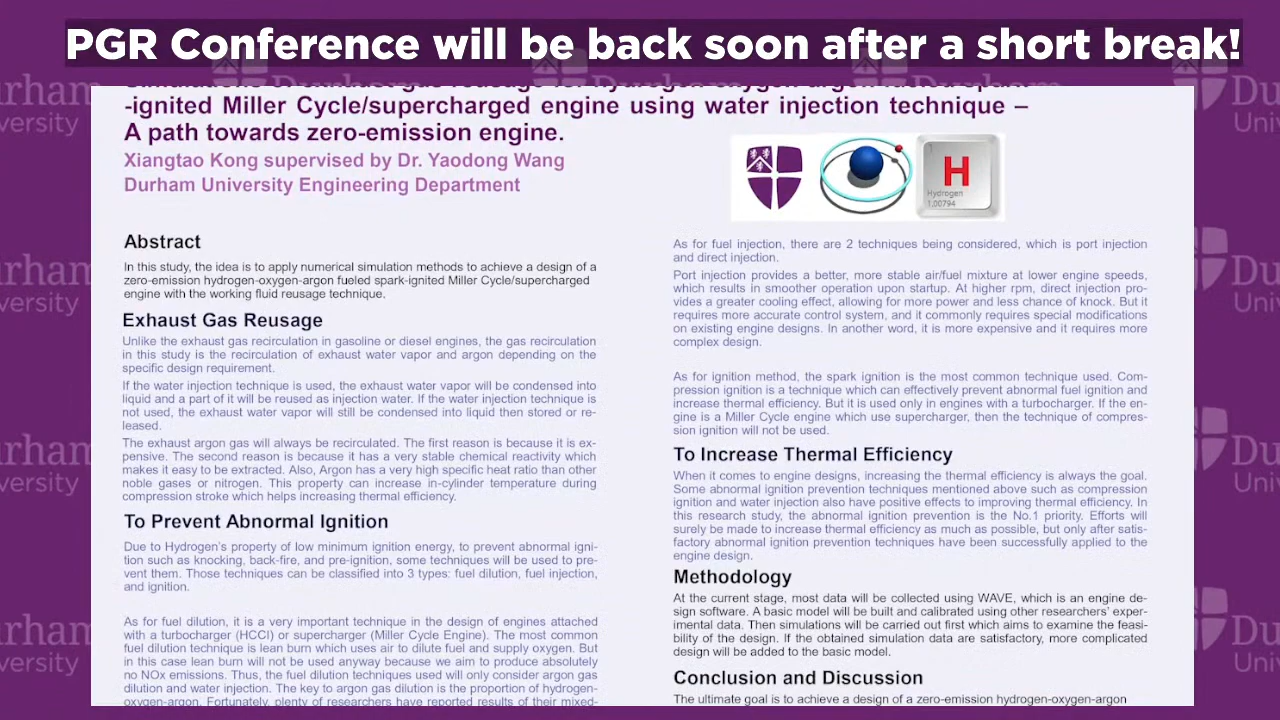 PGR Conference will be back soon after a short break!
-ignited Miller Cycle/supercharged engine using water injection technique –
A path towards zero-emission engine.
Xiangtao Kong supervised by Dr. Yaodong Wang
Durham University Engineering Department
H
Hydrogen
1.00794
Abstract
In this study, the idea is to apply numerical simulation methods to achieve a design of a
zero-emission hydrogen-oxygen-argon fueled spark-ignited Miller Cycle/supercharged
engine with the working fluid reusage technique.
Exhaust Gas Reusage
Unlike the exhaust gas recirculation in gasoline or diesel engines, the gas recirculation
in this study is the recirculation of exhaust water vapor and argon depending on the
specific design requirement.
If the water injection technique is used, the exhaust water vapor will be condensed into
liquid and a part of it will be reused as injection water. If the water injection technique is
not used, the exhaust water vapor will still be condensed into liquid then stored or re-
leased.
The exhaust argon gas will always be recirculated. The first reason is because it is ex-
pensive. The second reason is because it has a very stable chemical reactivity which
makes it easy to be extracted. Also, Argon has a very high specific heat ratio than other
noble gases or nitrogen. This property can increase in-cylinder temperature during
compression stroke which helps increasing thermal efficiency.
To Prevent Abnormal Ignition
Due to Hydrogen's property of low minimum ignition energy, to prevent abnormal igni-
tion such as knocking, back-fire, and pre-ignition, some techniques will be used to pre-
vent them. Those techniques can be classified into 3 types: fuel dilution, fuel injection,
and ignition.
As for fuel dilution, it is a very important technique in the design of engines attached
with a turbocharger (HCCI) or supercharger (Miller Cycle Engine). The most common
fuel dilution technique is lean burn which uses air to dilute fuel and supply oxygen. But
in this case lean burn will not be used anyway because we aim to produce absolutely
no NOx emissions. Thus, the fuel dilution techniques used will only consider argon gas
dilution and water injection. The key to argon gas dilution is the proportion of hydrogen-
oxygen-argon. Fortunately, plenty of researchers have reported results of their mixed-
As for fuel injection, there are 2 techniques being considered, which is port injection
and direct injection.
Port injection provides a better, more stable air/fuel mixture at lower engine speeds,
which results in smoother operation upon startup. At higher rpm, direct injection pro-
vides a greater cooling effect, allowing for more power and less chance of knock. But it
requires more accurate control system, and it commonly requires special modifications
on existing engine designs. In another word, it is more expensive and it requires more
complex design.
As for ignition method, the spark ignition is the most common technique used. Com-
pression ignition is a technique which can effectively prevent abnormal fuel ignition and
increase thermal efficiency. But it is used only in engines with a turbocharger. If the en-
gine is a Miller Cycle engine which use supercharger, then the technique of compres-
sion ignition will not be used.
To Increase Thermal Efficiency
When it comes to engine designs, increasing the thermal efficiency is always the goal.
Some abnormal ignition prevention techniques mentioned above such as compression
ignition and water injection also have positive effects to improving thermal efficiency. In
this research study, the abnormal ignition prevention is the No.1 priority. Efforts will
surely be made to increase thermal efficiency as much as possible, but only after satis-
factory abnormal ignition prevention techniques have been successfully applied to the
engine design.
Methodology
At the current stage, most data will be collected using WAVE, which is an engine de-
sign software. A basic model will be built and calibrated using other researchers' exper-
imental data. Then simulations will be carried out first which aims to examine the feasi-
bility of the design. If the obtained simulation data are satisfactory, more complicated
design will be added to the basic model.
Conclusion and Discussion
The ultimate goal is to achieve a design of a zero-emission hydrogen-oxygen-argon